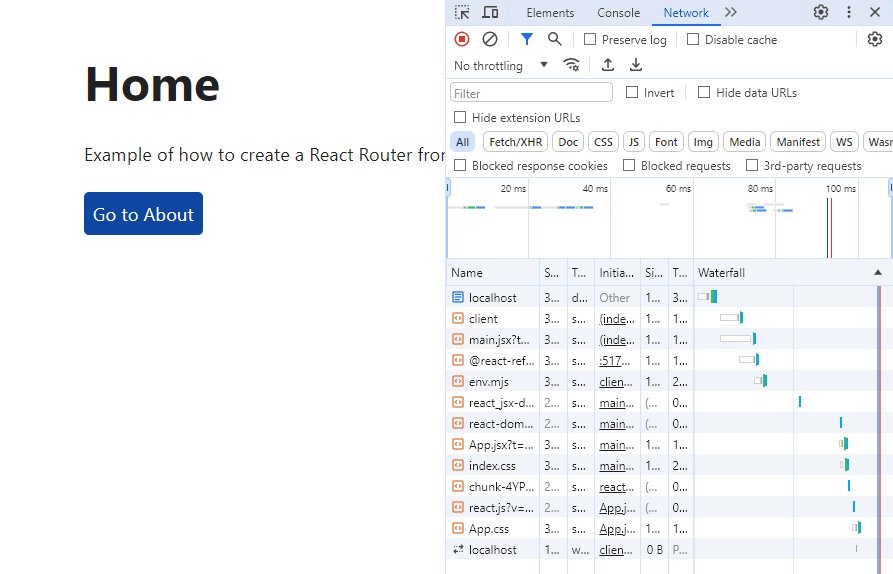 Home
Example of how to create a React Router fror
Go to About
Elements Console Network
Preserve log Disable cache
No throttling
Filter Invert Hide data URLs
Hide extension URLs
All Fetch/XHR Doc CSS JS Font Img Media Manifest WS Wasm
Blocked response cookies Blocked requests 3rd-party requests
20 ms 40 ms 60 ms 80 ms 100 ms
Name S... T... Initia... Si... T... Waterfall
localhost 3... d... Other 1... 3...
client 3... s... (inde... 1... 1...
main.jsx?t... 3... s... (inde... 1... 1...
@react-ref... 3... s... :517... 1... 1...
env.mjs 3... s... clien... 1... 2...
react_jsx-d... 2... s... main... (... 0...
react-dom... 2... s... main... (... 0...
App.jsx?t=... 3... s... main... 1... 1...
index.css 3... s... main... 1... 2...
chunk-4YP... 2... s... react... (... 0...
react.js?v=... 2... s... App.j... (... 0...
App.css 3... s... App.j... 1... 1...
localhost 1... w... clien... 0 B P...